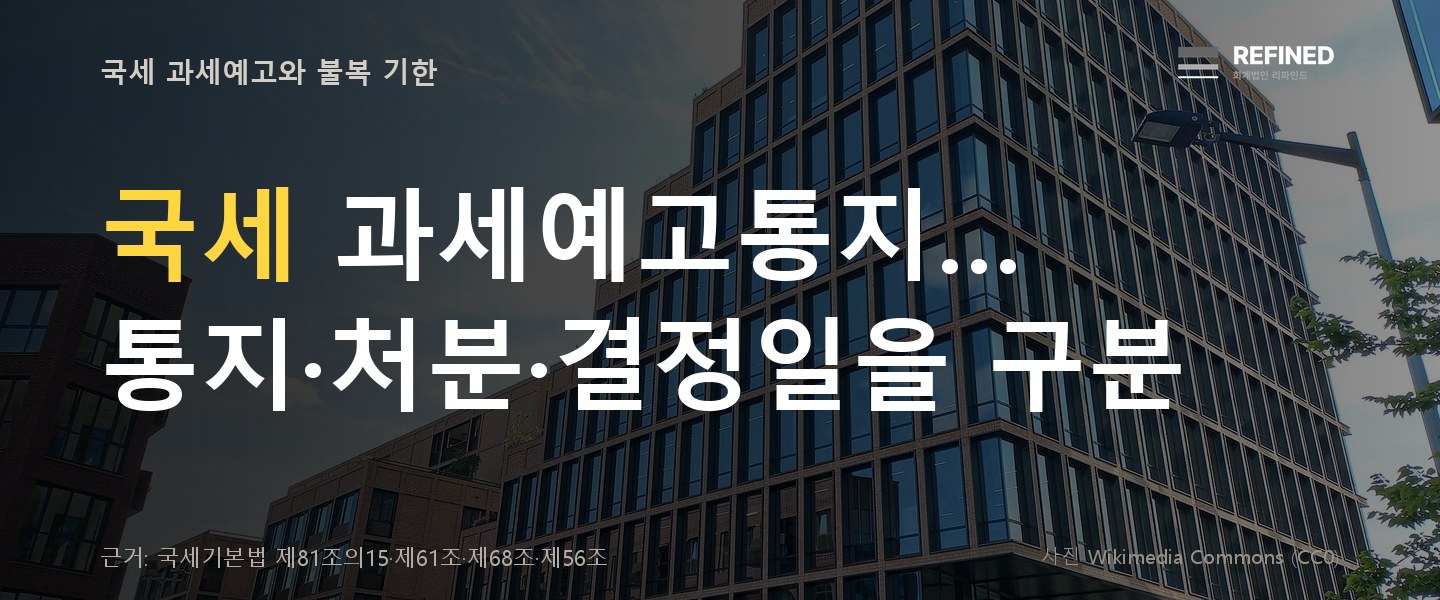 국세 과세예고와 불복 기한
REFINED
회계법인 리파인드
국세 과세예고통지...
통지·처분·결정일을 구분
근거: 국세기본법 제81조의15·제61조·제68조·제56조
사진 Wikimedia Commons (CC0)